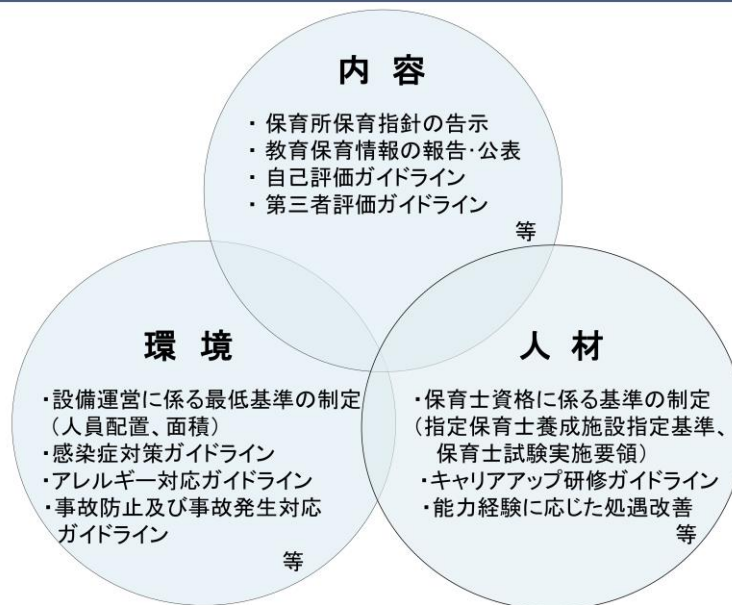 内 容
・ 保育所保育指針の告示
・ 教育保育情報の報告･公表
・ 自己評価ガイドライン
・ 第三者評価ガイドライン
等
環 境
・設備運営に係る最低基準の制定
（人員配置、面積）
・感染症対策ガイドライン
・アレルギー対応ガイドライン
・事故防止及び事故発生対応
ガイドライン
等
人 材
・保育士資格に係る基準の制定
（指定保育士養成施設指定基準、
保育士試験実施要領）
・キャリアアップ研修ガイドライン
・能力経験に応じた処遇改善
等